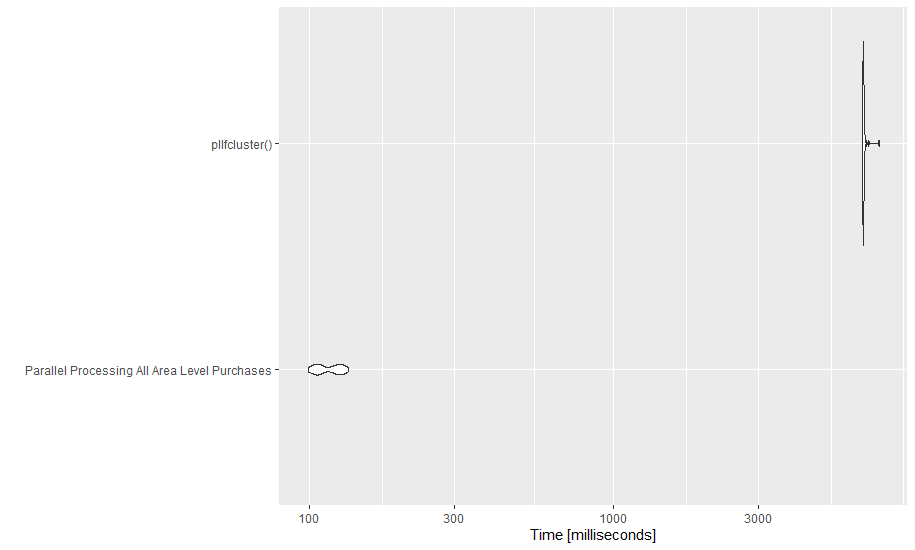 pllfcluster()
Parallel Processing All Area Level Purchases
100 300 1000 3000
Time [milliseconds]